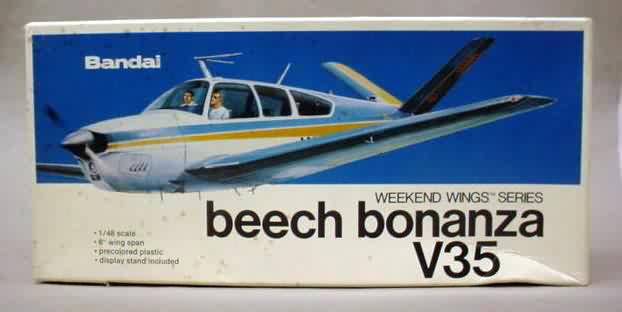 Bandai
WEEKEND WINGS™ SERIES
beech bonanza
V35
• 1/48 scale
• 8" wing span
• precolored plastic
• display stand included